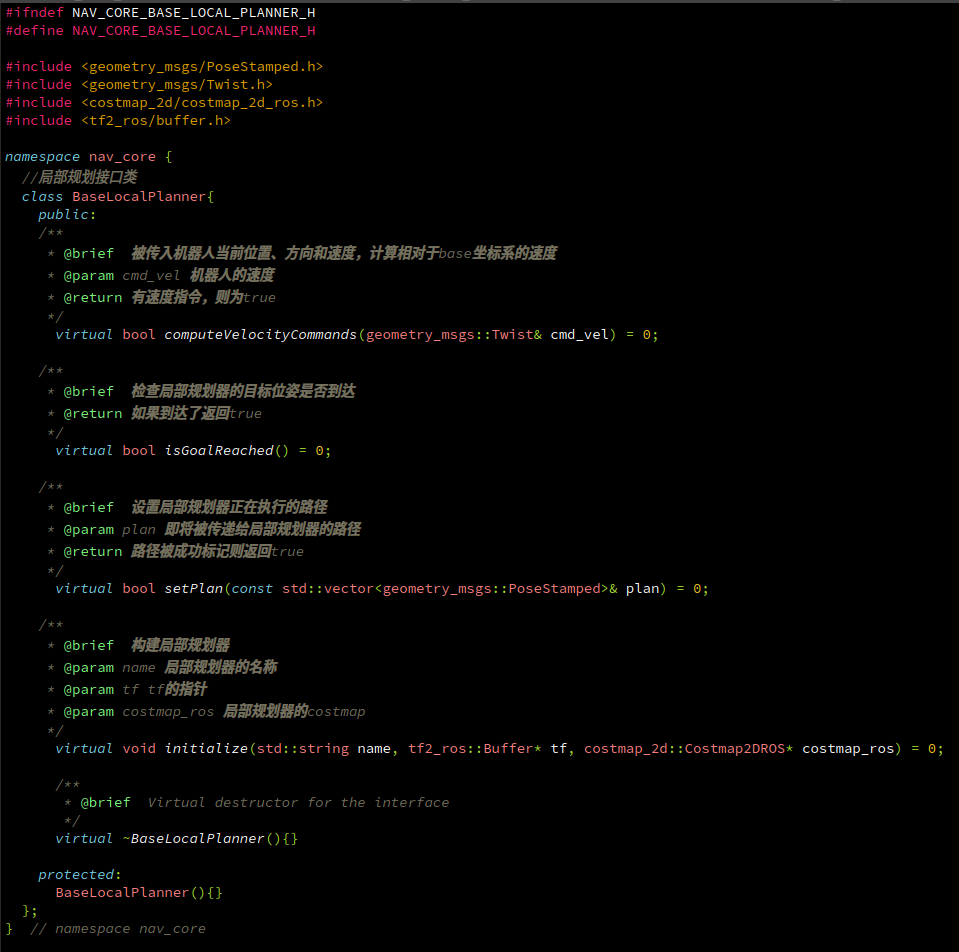 #ifndef NAV_CORE_BASE_LOCAL_PLANNER_H
#define NAV_CORE_BASE_LOCAL_PLANNER_H
#include <geometry_msgs/PoseStamped.h>
#include <geometry_msgs/Twist.h>
#include <costmap_2d/costmap_2d_ros.h>
#include <tf2_ros/buffer.h>
namespace nav_core {
//局部规划接口类
class BaseLocalPlanner{
public:
/**
* @brief  被传入机器人当前位置、方向和速度，计算相对于base坐标系的速度
* @param cmd_vel 机器人的速度
* @return 有速度指令，则为true
*/
virtual bool computeVelocityCommands(geometry_msgs::Twist& cmd_vel) = 0;
/**
* @brief  检查局部规划器的目标位姿是否到达
* @return 如果到达了返回true
*/
virtual bool isGoalReached() = 0;
/**
* @brief  设置局部规划器正在执行的路径
* @param plan 即将被传递给局部规划器的路径
* @return 路径被成功标记则返回true
*/
virtual bool setPlan(const std::vector<geometry_msgs::PoseStamped>& plan) = 0;
/**
* @brief  构建局部规划器
* @param name 局部规划器的名称
* @param tf tf的指针
* @param costmap_ros 局部规划器的costmap
*/
virtual void initialize(std::string name, tf2_ros::Buffer* tf, costmap_2d::Costmap2DROS* costmap_ros) = 0;
/**
* @brief  Virtual destructor for the interface
*/
virtual ~BaseLocalPlanner(){}
protected:
BaseLocalPlanner(){}
};
}  // namespace nav_core